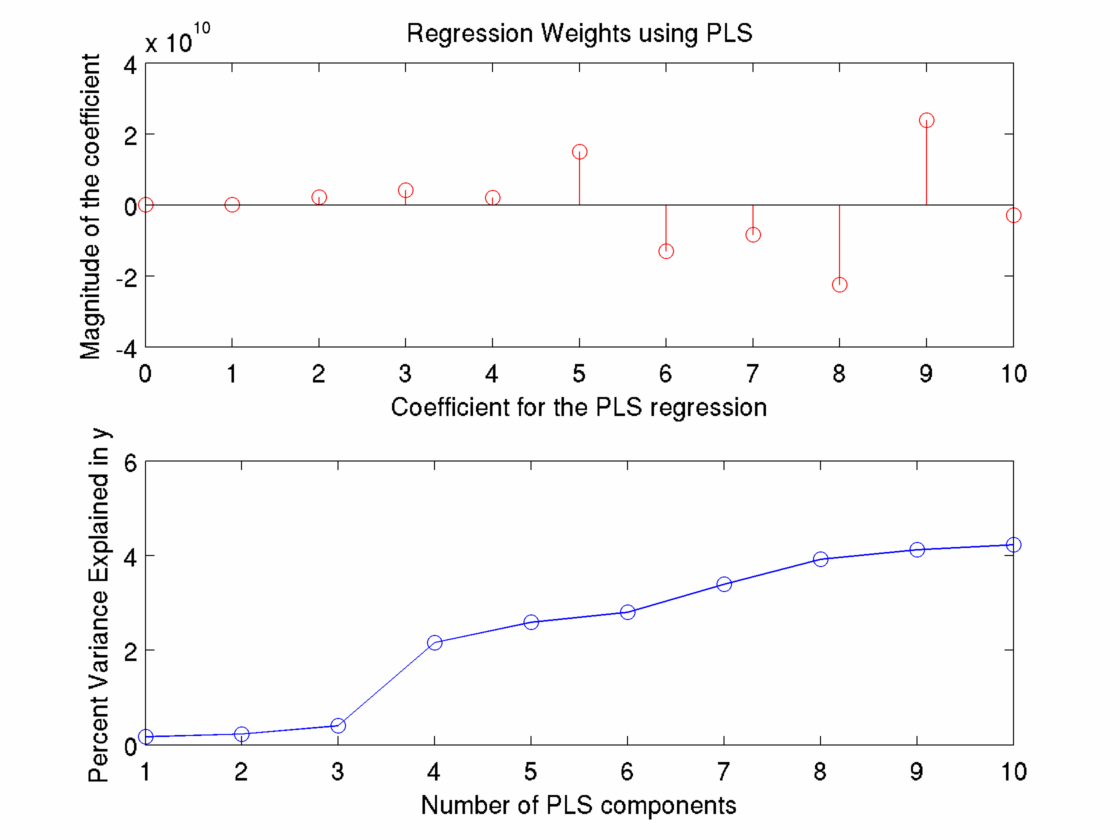 Regression Weights using PLS
x 10^10
Magnitude of the coefficient
4
2
0
-2
-4
0 1 2 3 4 5 6 7 8 9 10
Coefficient for the PLS regression
Percent Variance Explained in y
6
4
2
0
1 2 3 4 5 6 7 8 9 10
Number of PLS components